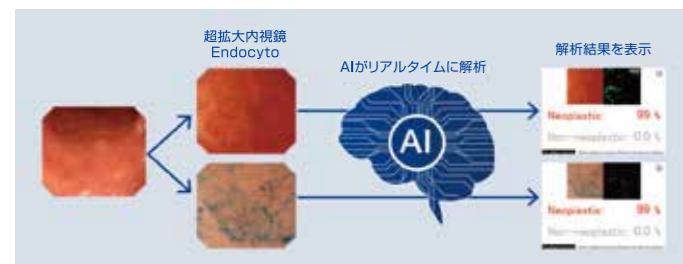 超拡大内視鏡
Endocyto
AIがリアルタイムに解析
解析結果を表示
AI
Neoplastic: 99 %
Non-neoplastic: 0.0 %
Neoplastic: 99 %
Non-neoplastic: 0.0 %